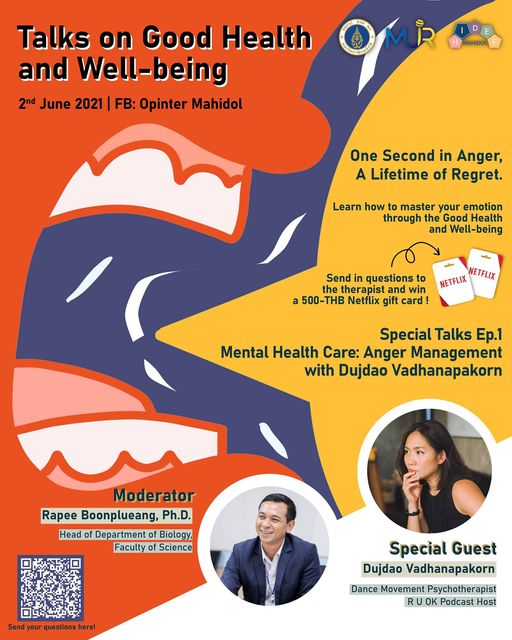 Talks on Good Health
and Well-being
2nd June 2021 | FB: Opinter Mahidol
MUIR
HIDEF
MAHIDOL
One Second in Anger,
A Lifetime of Regret.
Learn how to master your emotion
through the Good Health
and Well-being
Send in questions to
the therapist and win
a 500-THB Netflix gift card !
NETFLIX
NETFLIX
Special Talks Ep.1
Mental Health Care: Anger Management
with Dujdao Vadhanapakorn
Moderator
Rapee Boonplueang, Ph.D.
Head of Department of Biology,
Faculty of Science
Special Guest
Dujdao Vadhanapakorn
Dance Movement Psychotherapist
R U OK Podcast Host
Send your questions here!